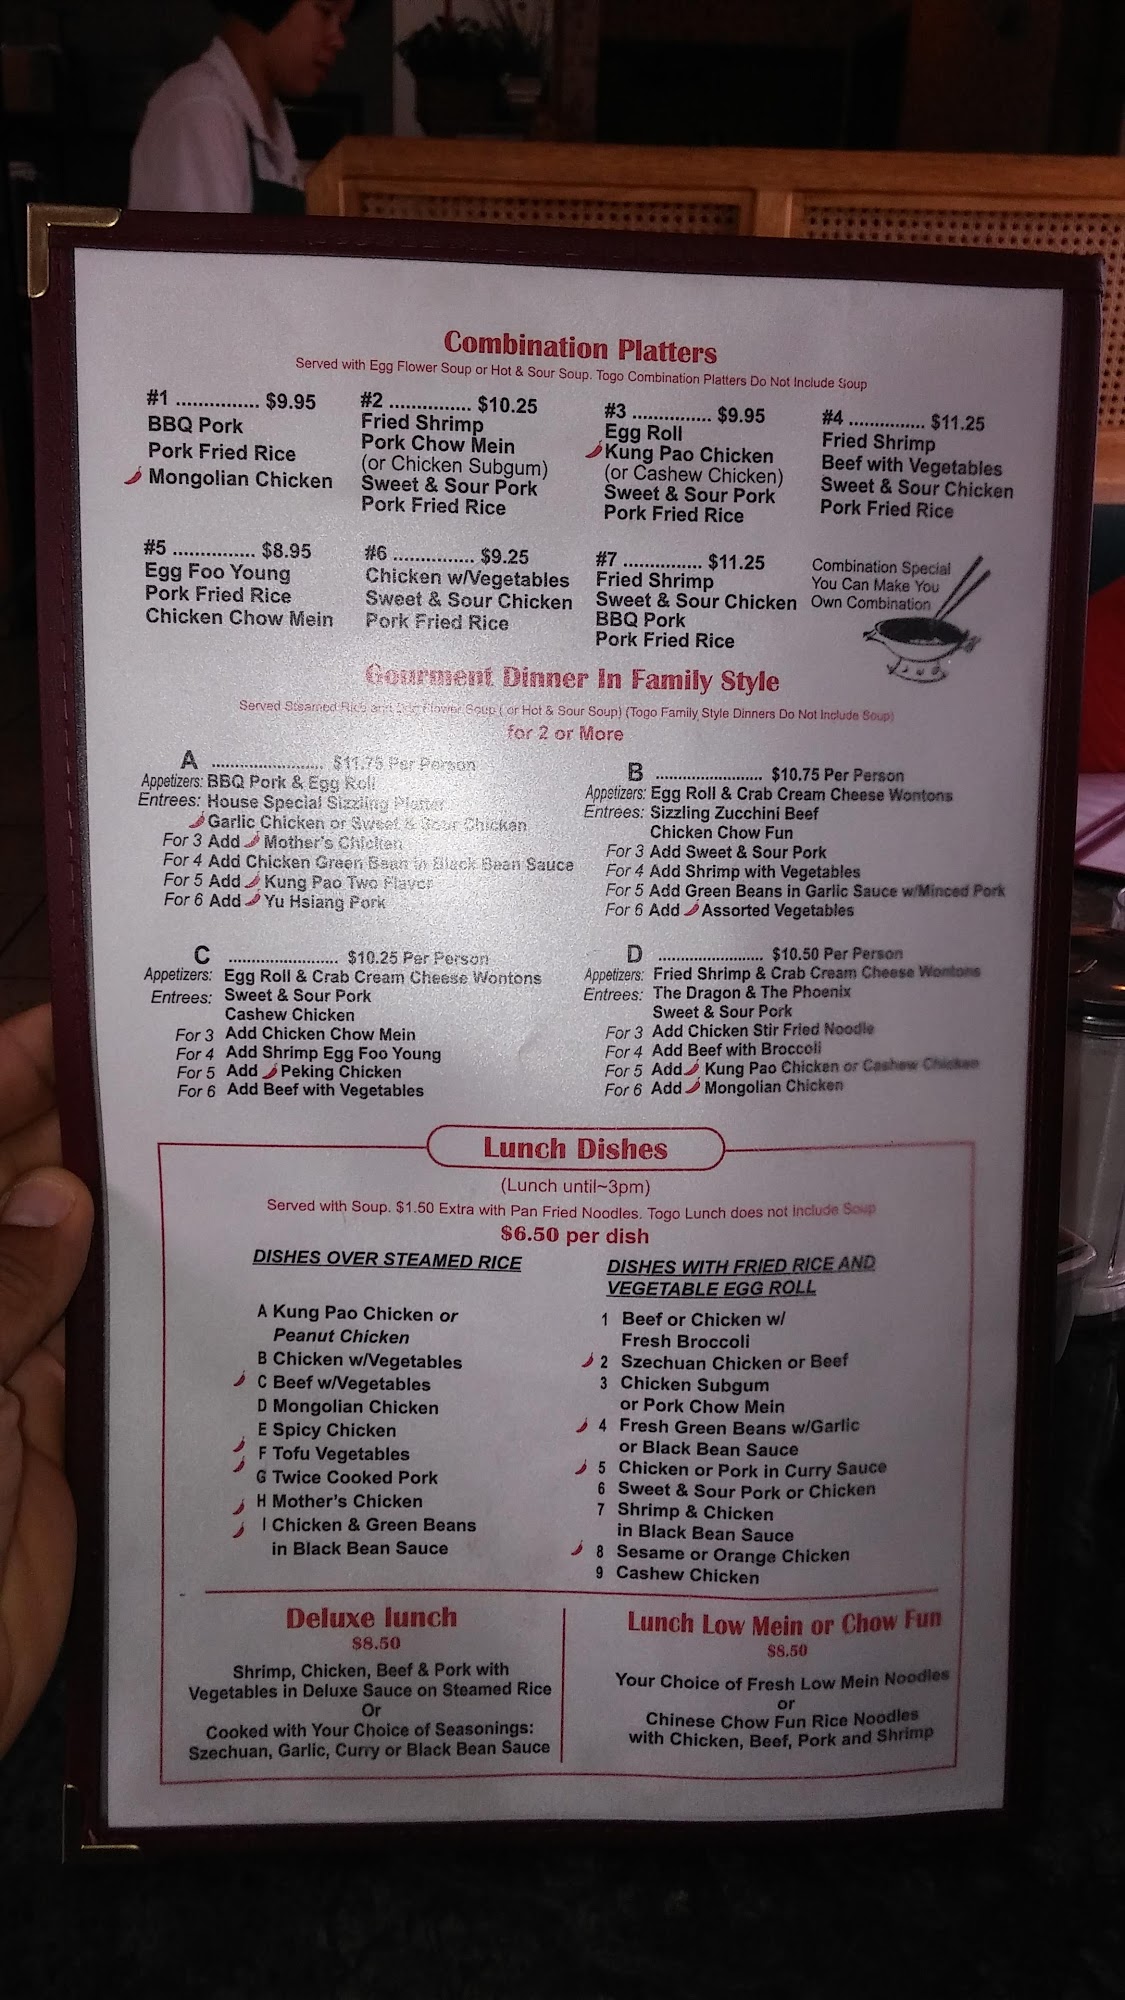 Combination Platters
Served with Egg Flower Soup or Hot & Sour Soup. Togo Combination Platters Do Not Include Soup
#1 ............... $9.95
BBQ Pork
Pork Fried Rice
Mongolian Chicken
#2 ............... $10.25
Fried Shrimp
Pork Chow Mein
(or Chicken Subgum)
Sweet & Sour Pork
Pork Fried Rice
#3 ............... $9.95
Egg Roll
Kung Pao Chicken
(or Cashew Chicken)
Sweet & Sour Pork
Pork Fried Rice
#4 ............... $11.25
Fried Shrimp
Beef with Vegetables
Sweet & Sour Chicken
Pork Fried Rice
#5 ............... $8.95
Egg Foo Young
Pork Fried Rice
Chicken Chow Mein
#6 ............... $9.25
Chicken w/Vegetables
Sweet & Sour Chicken
Pork Fried Rice
#7 ............... $11.25
Fried Shrimp
Sweet & Sour Chicken
BBQ Pork
Pork Fried Rice
Combination Special
You Can Make You
Own Combination
Gourment Dinner In Family Style
Served Steamed Rice and Egg Flower Soup ( or Hot & Sour Soup) (Togo Family Style Dinners Do Not Include Soup)
for 2 or More
A ........................ $11.75 Per Person
Appetizers: BBQ Pork & Egg Roll
Entrees: House Special Sizzling Platter
Garlic Chicken or Sweet & Sour Chicken
For 3 Add Mother's Chicken
For 4 Add Chicken Green Bean in Black Bean Sauce
For 5 Add Kung Pao Two Flavor
For 6 Add Yu Hsiang Pork
B ....................... $10.75 Per Person
Appetizers: Egg Roll & Crab Cream Cheese Wontons
Entrees: Sizzling Zucchini Beef
Chicken Chow Fun
For 3 Add Sweet & Sour Pork
For 4 Add Shrimp with Vegetables
For 5 Add Green Beans in Garlic Sauce w/Minced Pork
For 6 Add Assorted Vegetables
C ........................ $10.25 Per Person
Appetizers: Egg Roll & Crab Cream Cheese Wontons
Entrees: Sweet & Sour Pork
Cashew Chicken
For 3 Add Chicken Chow Mein
For 4 Add Shrimp Egg Foo Young
For 5 Add Peking Chicken
For 6 Add Beef with Vegetables
D ....................... $10.50 Per Person
Appetizers: Fried Shrimp & Crab Cream Cheese Wontons
Entrees: The Dragon & The Phoenix
Sweet & Sour Pork
For 3 Add Chicken Stir Fried Noodle
For 4 Add Beef with Broccoli
For 5 Add Kung Pao Chicken or Cashew Chicken
For 6 Add Mongolian Chicken
Lunch Dishes
(Lunch until~3pm)
Served with Soup. $1.50 Extra with Pan Fried Noodles. Togo Lunch does not Include Soup
$6.50 per dish
DISHES OVER STEAMED RICE
A Kung Pao Chicken or
Peanut Chicken
B Chicken w/Vegetables
C Beef w/Vegetables
D Mongolian Chicken
E Spicy Chicken
F Tofu Vegetables
G Twice Cooked Pork
H Mother's Chicken
I Chicken & Green Beans
in Black Bean Sauce
DISHES WITH FRIED RICE AND
VEGETABLE EGG ROLL
1 Beef or Chicken w/
Fresh Broccoli
2 Szechuan Chicken or Beef
3 Chicken Subgum
or Pork Chow Mein
4 Fresh Green Beans w/Garlic
or Black Bean Sauce
5 Chicken or Pork in Curry Sauce
6 Sweet & Sour Pork or Chicken
7 Shrimp & Chicken
in Black Bean Sauce
8 Sesame or Orange Chicken
9 Cashew Chicken
Deluxe lunch
$8.50
Shrimp, Chicken, Beef & Pork with
Vegetables in Deluxe Sauce on Steamed Rice
Or
Cooked with Your Choice of Seasonings:
Szechuan, Garlic, Curry or Black Bean Sauce
Lunch Low Mein or Chow Fun
$8.50
Your Choice of Fresh Low Mein Noodles
or
Chinese Chow Fun Rice Noodles
with Chicken, Beef, Pork and Shrimp